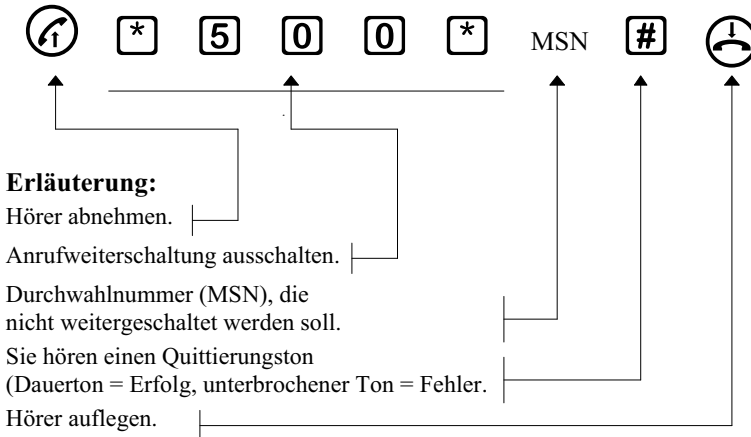 * 5 0 0 * MSN #
Erläuterung:
Hörer abnehmen.
Anrufweiterschaltung ausschalten.
Durchwahlnummer (MSN), die
nicht weitergeschaltet werden soll.
Sie hören einen Quittierungston
(Dauerton = Erfolg, unterbrochener Ton = Fehler.
Hörer auflegen.